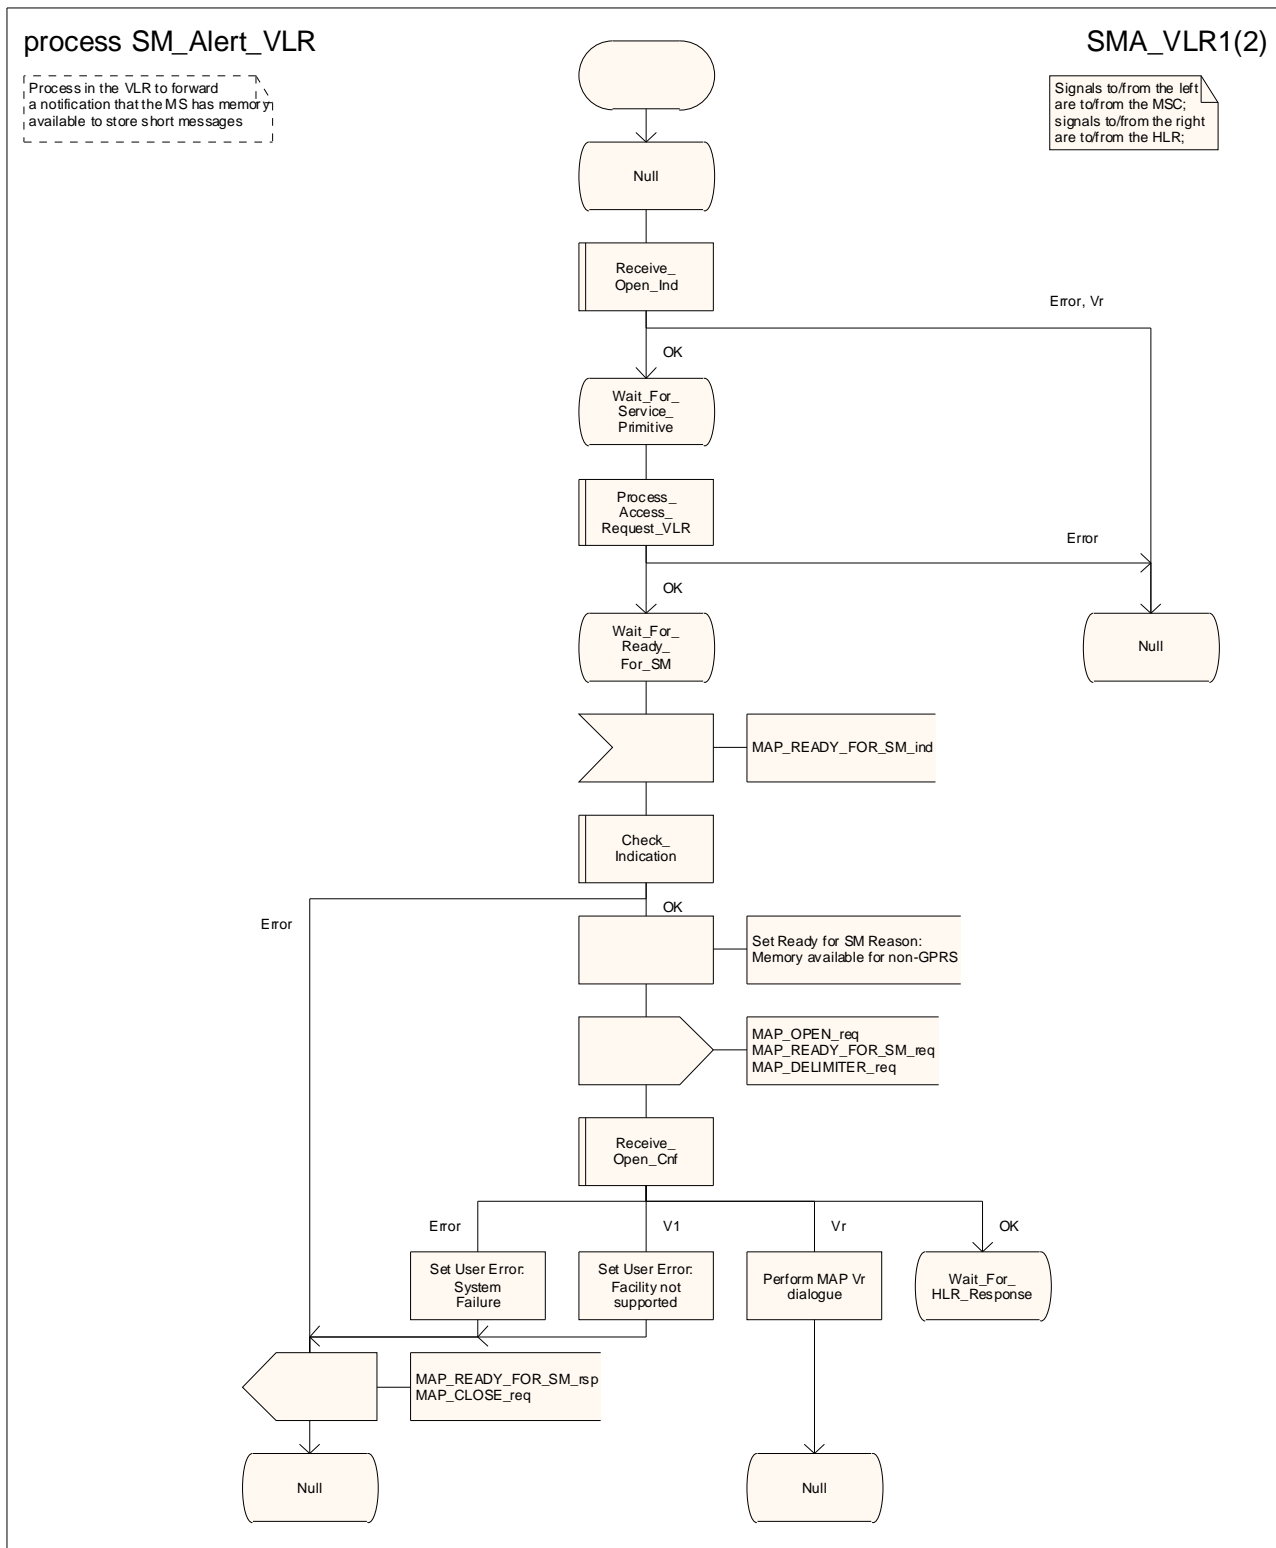 process SM_Alert_VLR
SMA_VLR1(2)
Process in the VLR to forward
a notification that the MS has memory
available to store short messages
Signals to/from the left
are to/from the MSC;
signals to/from the right
are to/from the HLR;
Null
Receive_
Open_Ind
Error, Vr
OK
Wait_For_
Service_
Primitive
Process_
Access_
Request_VLR
Error
OK
Wait_For_
Ready_
For_SM
Null
MAP_READY_FOR_SM_ind
Check_
Indication
Error
OK
Set Ready for SM Reason:
Memory available for non-GPRS
MAP_OPEN_req
MAP_READY_FOR_SM_req
MAP_DELIMITER_req
Receive_
Open_Cnf
Error
V1
Vr
OK
Set User Error:
System
Failure
Set User Error:
Facility not
supported
Perform MAP Vr
dialogue
Wait_For_
HLR_Response
MAP_READY_FOR_SM_rsp
MAP_CLOSE_req
Null
Null